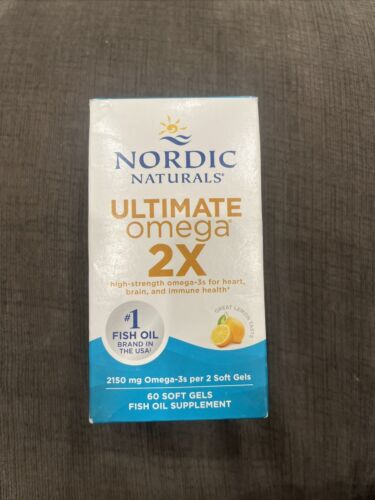 NORDIC
NATURALS®
ULTIMATE
omega®
2X
high-strength omega-3s for heart,
brain, and immune health*
#1
FISH OIL
BRAND IN
THE USA‡
GREAT LEMON TASTE
2150 mg Omega-3s per 2 Soft Gels
60 SOFT GELS
FISH OIL SUPPLEMENT